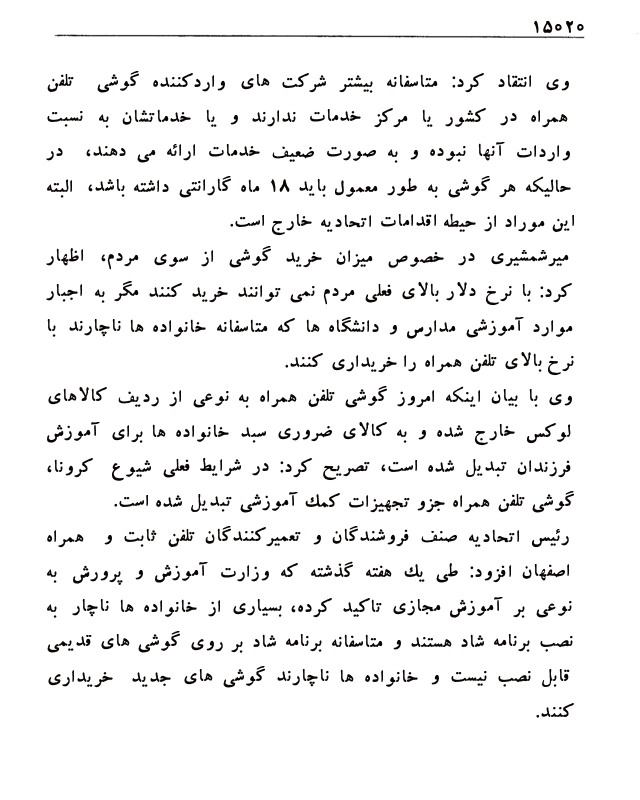 ۱۵۰۲۰
وی انتقاد کرد: متاسفانه بیشتر شرکت های واردکننده گوشی تلفن
همراه در کشور یا مرکز خدمات ندارند و یا خدماتشان به نسبت
واردات آنها نبوده و به صورت ضعیف خدمات ارائه می دهند، در
حالیکه هر گوشی به طور معمول باید ۱۸ ماه گارانتی داشته باشد، البته
این موراد از حیطه اقدامات اتحادیه خارج است.
میرشمشیری در خصوص میزان خرید گوشی از سوی مردم، اظهار
کرد: با نرخ دلار بالای فعلی مردم نمی توانند خرید کنند مگر به اجبار
موارد آموزشی مدارس و دانشگاه ها که متاسفانه خانواده ها ناچارند با
نرخ بالای تلفن همراه را خریداری کنند.
وی با بیان اینکه امروز گوشی تلفن همراه به نوعی از ردیف کالاهای
لوکس خارج شده و به کالای ضروری سبد خانواده ها برای آموزش
فرزندان تبدیل شده است، تصریح کرد: در شرایط فعلی شیوع کرونا،
گوشی تلفن همراه جزو تجهیزات کمك آموزشی تبدیل شده است.
رئیس اتحادیه صنف فروشندگان و تعمیرکنندگان تلفن ثابت و همراه
اصفهان افزود: طی یك هفته گذشته که وزارت آموزش و پرورش به
نوعی بر آموزش مجازی تاکید کرده، بسیاری از خانواده ها ناچار به
نصب برنامه شاد هستند و متاسفانه برنامه شاد بر روی گوشی های قدیمی
قابل نصب نیست و خانواده ها ناچارند گوشی های جدید خریداری
کنند.